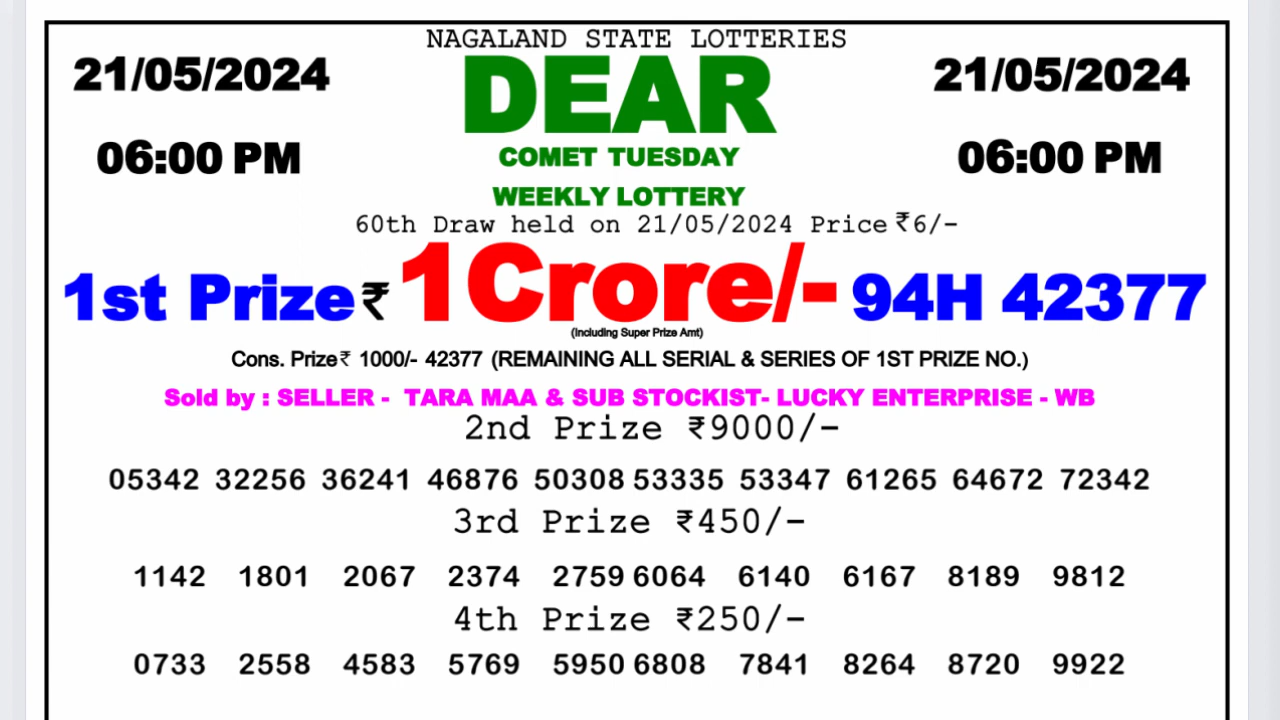 NAGALAND STATE LOTTERIES
21/05/2024 DEAR 21/05/2024
06:00 PM COMET TUESDAY 06:00 PM
WEEKLY LOTTERY
60th Draw held on 21/05/2024 Price ₹6/-
1st Prize ₹ 1Crore/- 94H 42377
(Including Super Prize Amt)
Cons. Prize ₹ 1000/- 42377 (REMAINING ALL SERIAL & SERIES OF 1ST PRIZE NO.)
Sold by : SELLER - TARA MAA & SUB STOCKIST- LUCKY ENTERPRISE - WB
2nd Prize ₹9000/-
05342 32256 36241 46876 50308 53335 53347 61265 64672 72342
3rd Prize ₹450/-
1142 1801 2067 2374 2759 6064 6140 6167 8189 9812
4th Prize ₹250/-
0733 2558 4583 5769 5950 6808 7841 8264 8720 9922